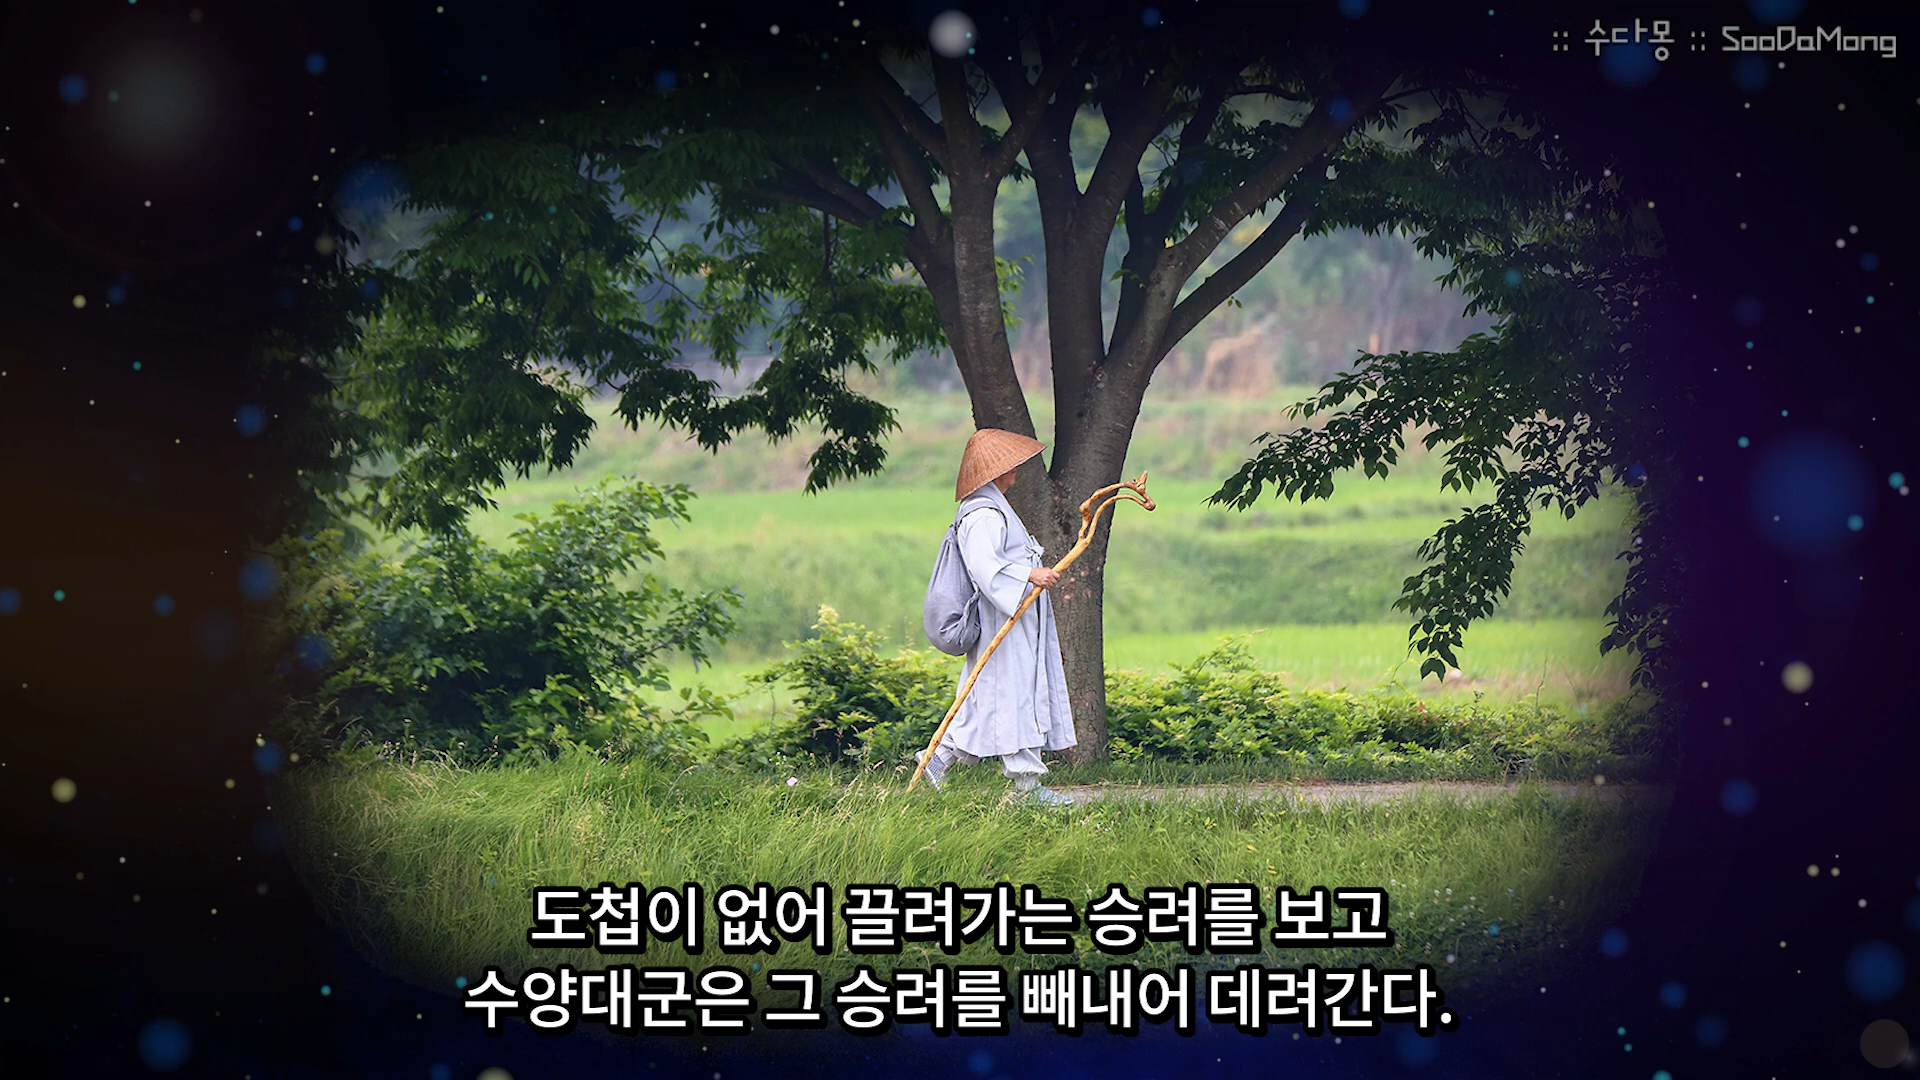 :: 수다몽 :: SooDaMong
도첩이 없어 끌려가는 승려를 보고
수양대군은 그 승려를 빼내어 데려간다.